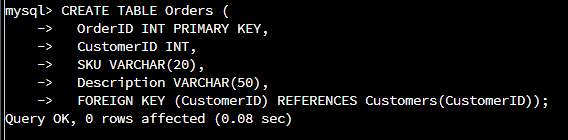 mysql> CREATE TABLE Orders (
    ->   OrderID INT PRIMARY KEY,
    ->   CustomerID INT,
    ->   SKU VARCHAR(20),
    ->   Description VARCHAR(50),
    ->   FOREIGN KEY (CustomerID) REFERENCES Customers(CustomerID));
Query OK, 0 rows affected (0.08 sec)